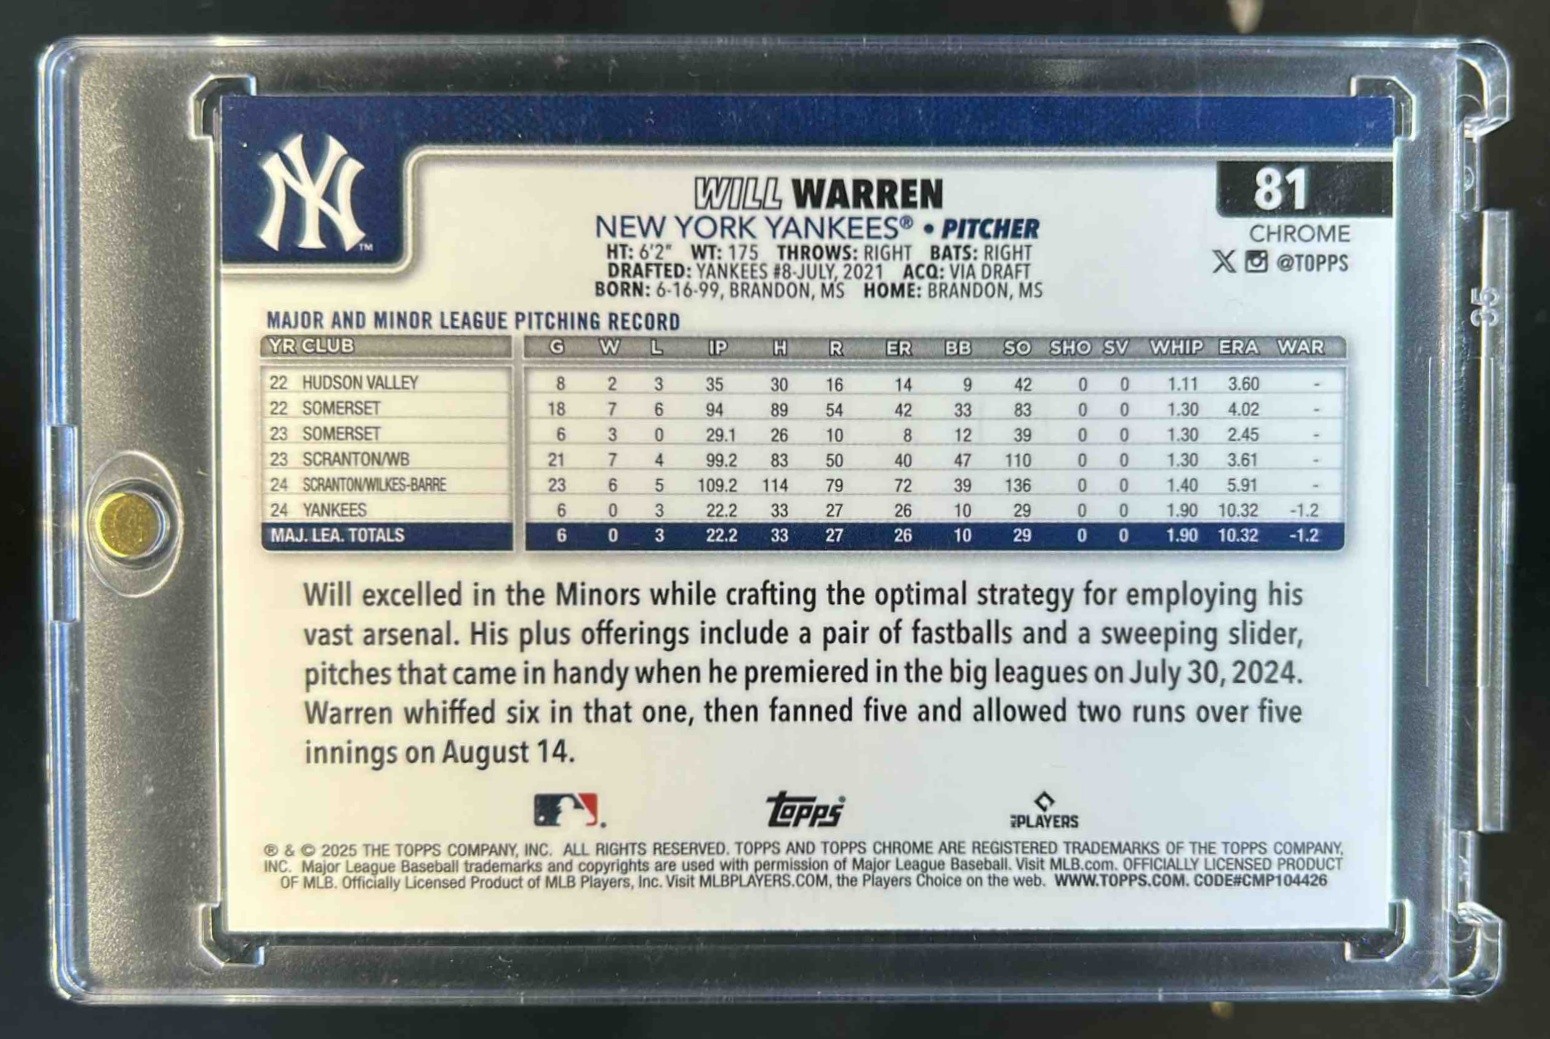 NY
TM
WILL WARREN
NEW YORK YANKEES® • PITCHER
HT: 6'2" WT: 175 THROWS: RIGHT BATS: RIGHT
DRAFTED: YANKEES #8-JULY, 2021 ACQ: VIA DRAFT
BORN: 6-16-99, BRANDON, MS HOME: BRANDON, MS
81
CHROME
X @TOPPS
35
MAJOR AND MINOR LEAGUE PITCHING RECORD
YR CLUB G W L IP H R ER BB SO SHO SV WHIP ERA WAR
22 HUDSON VALLEY 8 2 3 35 30 16 14 9 42 0 0 1.11 3.60 -
22 SOMERSET 18 7 6 94 89 54 42 33 83 0 0 1.30 4.02 -
23 SOMERSET 6 3 0 29.1 26 10 8 12 39 0 0 1.30 2.45 -
23 SCRANTON/WB 21 7 4 99.2 83 50 40 47 110 0 0 1.30 3.61 -
24 SCRANTON/WILKES-BARRE 23 6 5 109.2 114 79 72 39 136 0 0 1.40 5.91 -
24 YANKEES 6 0 3 22.2 33 27 26 10 29 0 0 1.90 10.32 -1.2
MAJ. LEA. TOTALS 6 0 3 22.2 33 27 26 10 29 0 0 1.90 10.32 -1.2
Will excelled in the Minors while crafting the optimal strategy for employing his
vast arsenal. His plus offerings include a pair of fastballs and a sweeping slider,
pitches that came in handy when he premiered in the big leagues on July 30, 2024.
Warren whiffed six in that one, then fanned five and allowed two runs over five
innings on August 14.
Topps®
MLBPLAYERS
® & © 2025 THE TOPPS COMPANY, INC. ALL RIGHTS RESERVED. TOPPS AND TOPPS CHROME ARE REGISTERED TRADEMARKS OF THE TOPPS COMPANY,
INC. Major League Baseball trademarks and copyrights are used with permission of Major League Baseball. Visit MLB.com. OFFICIALLY LICENSED PRODUCT
OF MLB. Officially Licensed Product of MLB Players, Inc. Visit MLBPLAYERS.COM, the Players Choice on the web. WWW.TOPPS.COM. CODE#CMP104426